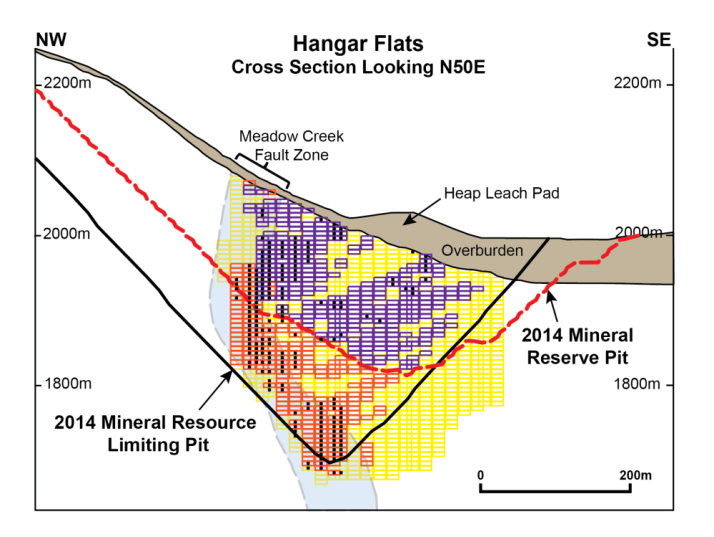 NW
Hangar Flats
SE
Cross Section Looking N50E
2200m
2200m
Meadow Creek
Fault Zone
Heap Leach Pad
2000m
2000m
Overburden
2014 Mineral
Reserve Pit
1800m
1800m
2014 Mineral Resource
Limiting Pit
0
200m